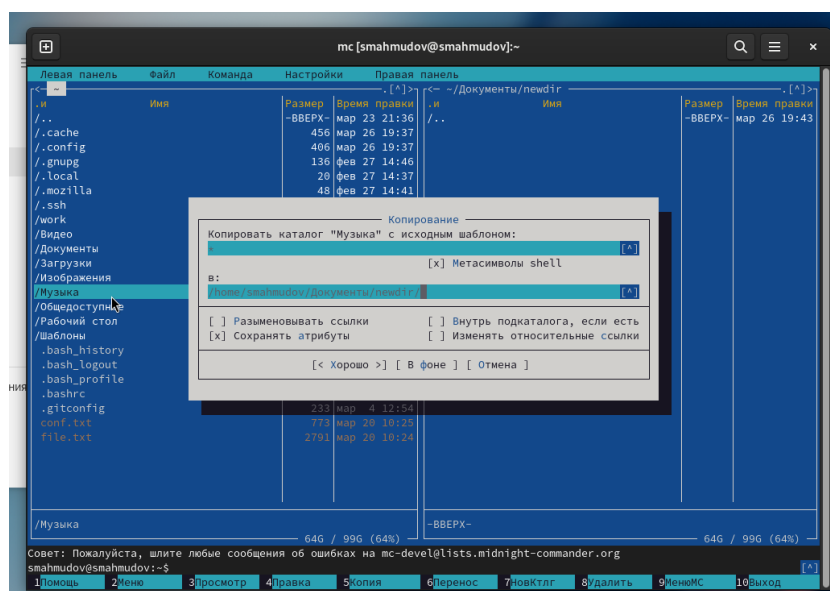 mc [smahmudov@smahmudov]:~
Левая панель Файл Команда Настройки Правая панель
<─ ~ .[^]> <─ ~/Документы/newdir .[^]>
.и Имя Размер Время правки .и Имя Размер Время правки
/.. -ВВЕРХ- мар 23 21:36 /.. -ВВЕРХ- мар 26 19:43
/.cache 456 мар 26 19:37
/.config 406 мар 26 19:37
/.gnupg 136 фев 27 14:46
/.local 20 фев 27 14:37
/.mozilla 48 фев 27 14:41
/.ssh
/work
/Видео
/Документы
/Загрузки
/Изображения
/Музыка
/Общедоступные
/Рабочий стол
/Шаблоны
.bash_history
.bash_logout
.bash_profile
.bashrc
.gitconfig 233 мар 4 12:54
conf.txt 773 мар 20 10:25
file.txt 2791 мар 20 10:24
Копирование
Копировать каталог "Музыка" с исходным шаблоном:
* [^]
[x] Метасимволы shell
в:
/home/smahmudov/Документы/newdir/ [^]
[ ] Разыменовывать ссылки [ ] Внутрь подкаталога, если есть
[x] Сохранять атрибуты [ ] Изменять относительные ссылки
[< Хорошо >] [ В фоне ] [ Отмена ]
/Музыка -ВВЕРХ-
64G / 99G (64%) 64G / 99G (64%)
Совет: Пожалуйста, шлите любые сообщения об ошибках на mc-devel@lists.midnight-commander.org
smahmudov@smahmudov:~$ [^]
1Помощь 2Меню 3Просмотр 4Правка 5Копия 6Перенос 7НовКтлг 8Удалить 9МенюMC 10Выход